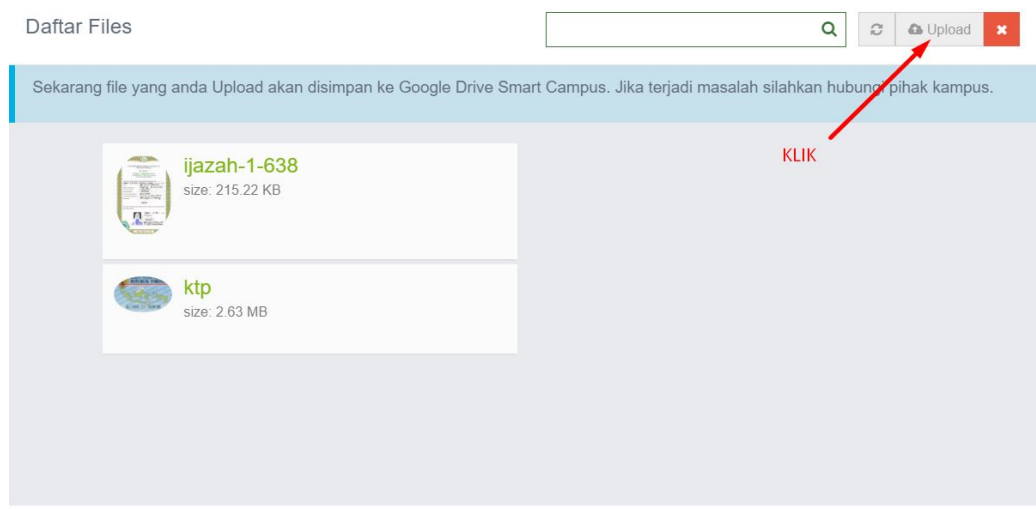 Daftar Files
Upload
Sekarang file yang anda Upload akan disimpan ke Google Drive Smart Campus. Jika terjadi masalah silahkan hubungi pihak kampus.
KLIK
ijazah-1-638
size: 215.22 KB
ktp
size: 2.63 MB